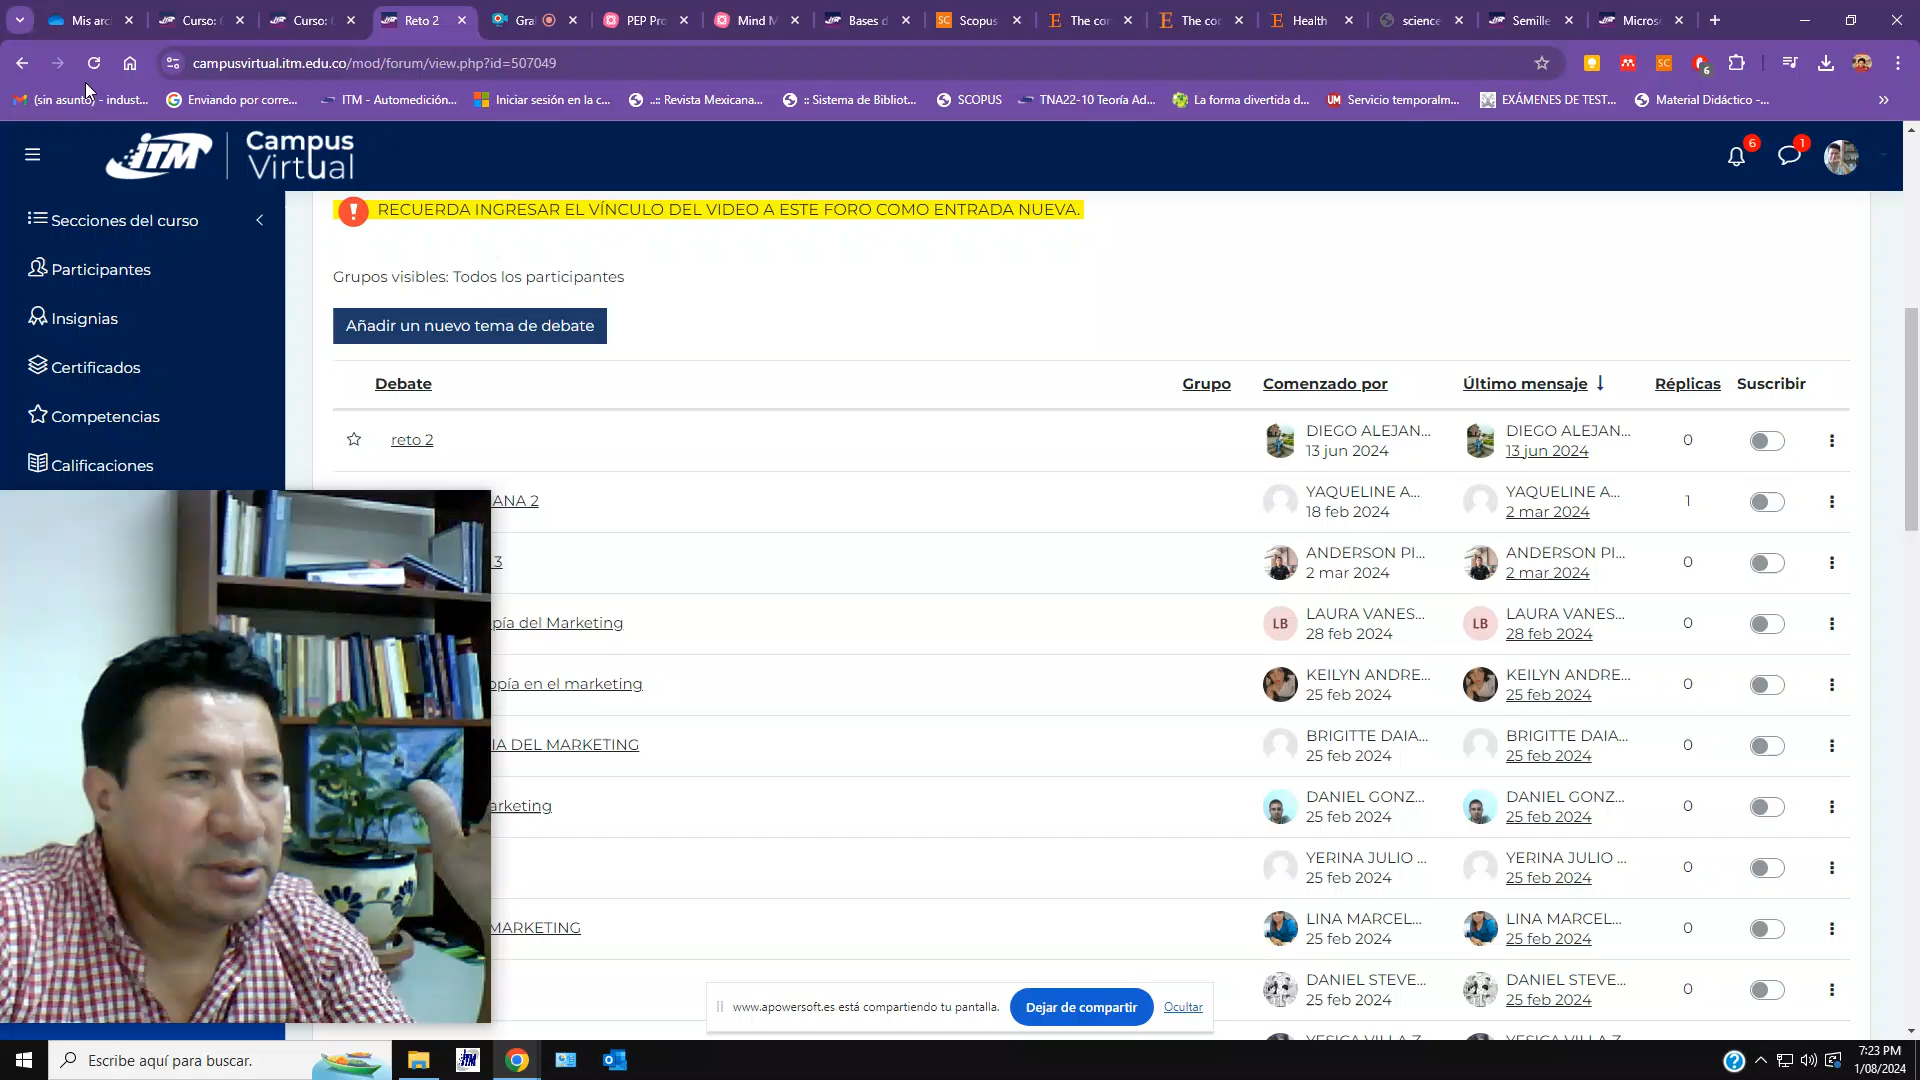 Mis arc
Curso: (
Curso: (
Reto 2
Gral
PEP Pro
Mind M
Bases d
Scopus
The cor
The cor
Health
science
Semille
Micros
campusvirtual.itm.edu.co/mod/forum/view.php?id=507049
6
(sin asunto) - indust...
Enviando por corre...
ITM - Automedición...
Iniciar sesión en la c...
..:: Revista Mexicana...
:: Sistema de Bibliot...
SCOPUS
TNA22-10 Teoría Ad...
La forma divertida d...
Servicio temporalm...
EXÁMENES DE TEST...
Material Didáctico -...
iTM
Campus
Virtual
6
1
Secciones del curso
Participantes
Insignias
Certificados
Competencias
Calificaciones
RECUERDA INGRESAR EL VÍNCULO DEL VIDEO A ESTE FORO COMO ENTRADA NUEVA.
Grupos visibles: Todos los participantes
Añadir un nuevo tema de debate
Debate Grupo Comenzado por Último mensaje Réplicas Suscribir
reto 2 DIEGO ALEJAN... DIEGO ALEJAN... 0
13 jun 2024 13 jun 2024
ANA 2 YAQUELINE A... YAQUELINE A... 1
18 feb 2024 2 mar 2024
3 ANDERSON PI... ANDERSON PI... 0
2 mar 2024 2 mar 2024
pía del Marketing LB LAURA VANES... LB LAURA VANES... 0
28 feb 2024 28 feb 2024
opía en el marketing KEILYN ANDRE... KEILYN ANDRE... 0
25 feb 2024 25 feb 2024
IA DEL MARKETING BRIGITTE DAIA... BRIGITTE DAIA... 0
25 feb 2024 25 feb 2024
arketing DANIEL GONZ... DANIEL GONZ... 0
25 feb 2024 25 feb 2024
YERINA JULIO ... YERINA JULIO ... 0
25 feb 2024 25 feb 2024
MARKETING LINA MARCEL... LINA MARCEL... 0
25 feb 2024 25 feb 2024
DANIEL STEVE... DANIEL STEVE... 0
25 feb 2024 25 feb 2024
www.apowersoft.es está compartiendo tu pantalla. Dejar de compartir Ocultar
Escribe aquí para buscar.
7:23 PM
1/08/2024